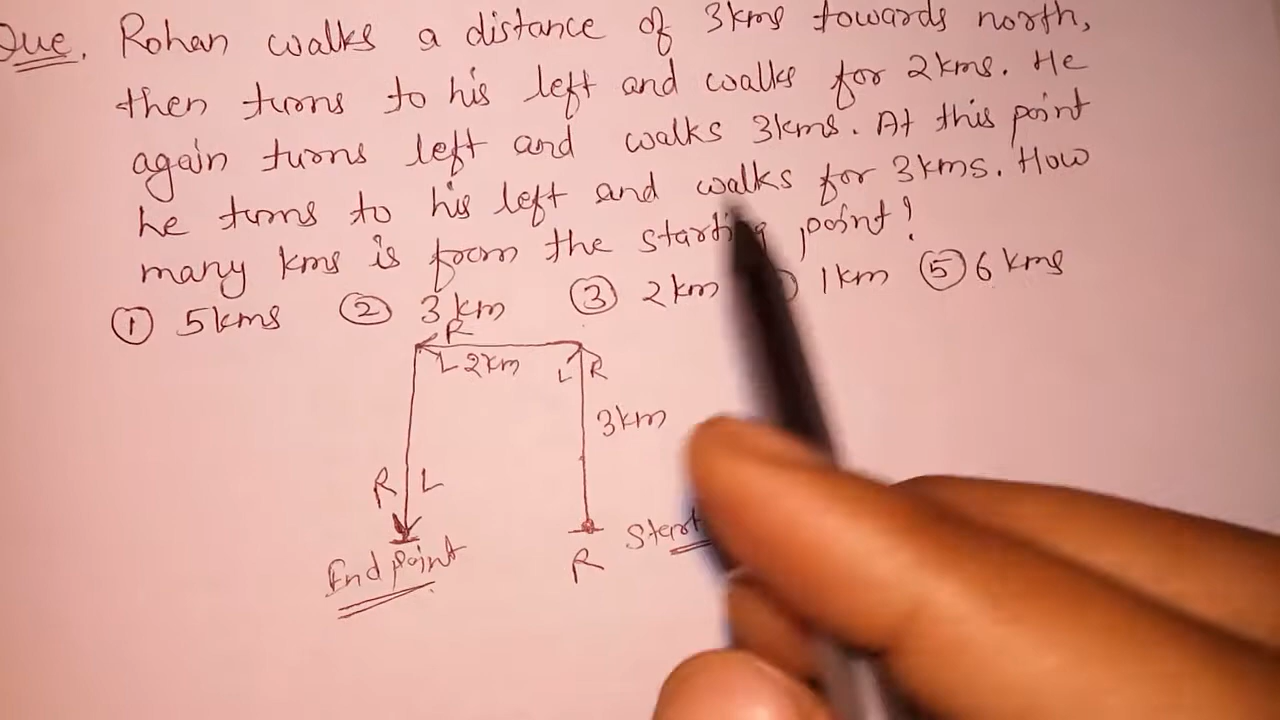 Que. Rohan walks a distance of 3kms towards north,
then turns to his left and walks for 2kms. He
again turns left and walks 3kms. At this point
he turns to his left and walks for 3kms. How
many kms is from the starting point?
① 5kms ② 3km ③ 2km 1km ⑤ 6kms
R
L 2km L R
3km
R L
Start
End point R